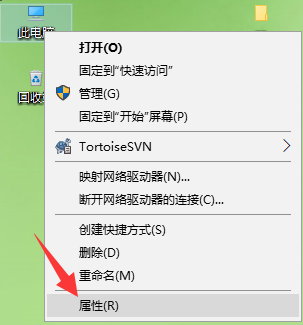 此电脑
回收站
打开(O)
固定到"快速访问"
管理(G)
固定到"开始"屏幕(P)
TortoiseSVN
映射网络驱动器(N)...
断开网络驱动器的连接(C)...
创建快捷方式(S)
删除(D)
重命名(M)
属性(R)